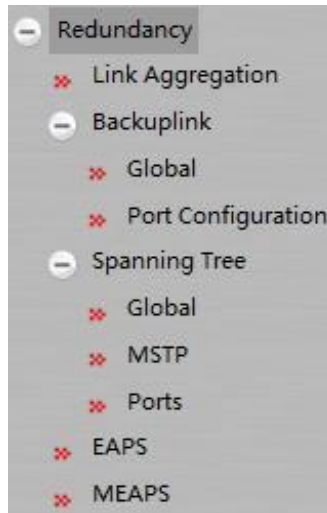 Redundancy
Link Aggregation
Backuplink
Global
Port Configuration
Spanning Tree
Global
MSTP
Ports
EAPS
MEAPS